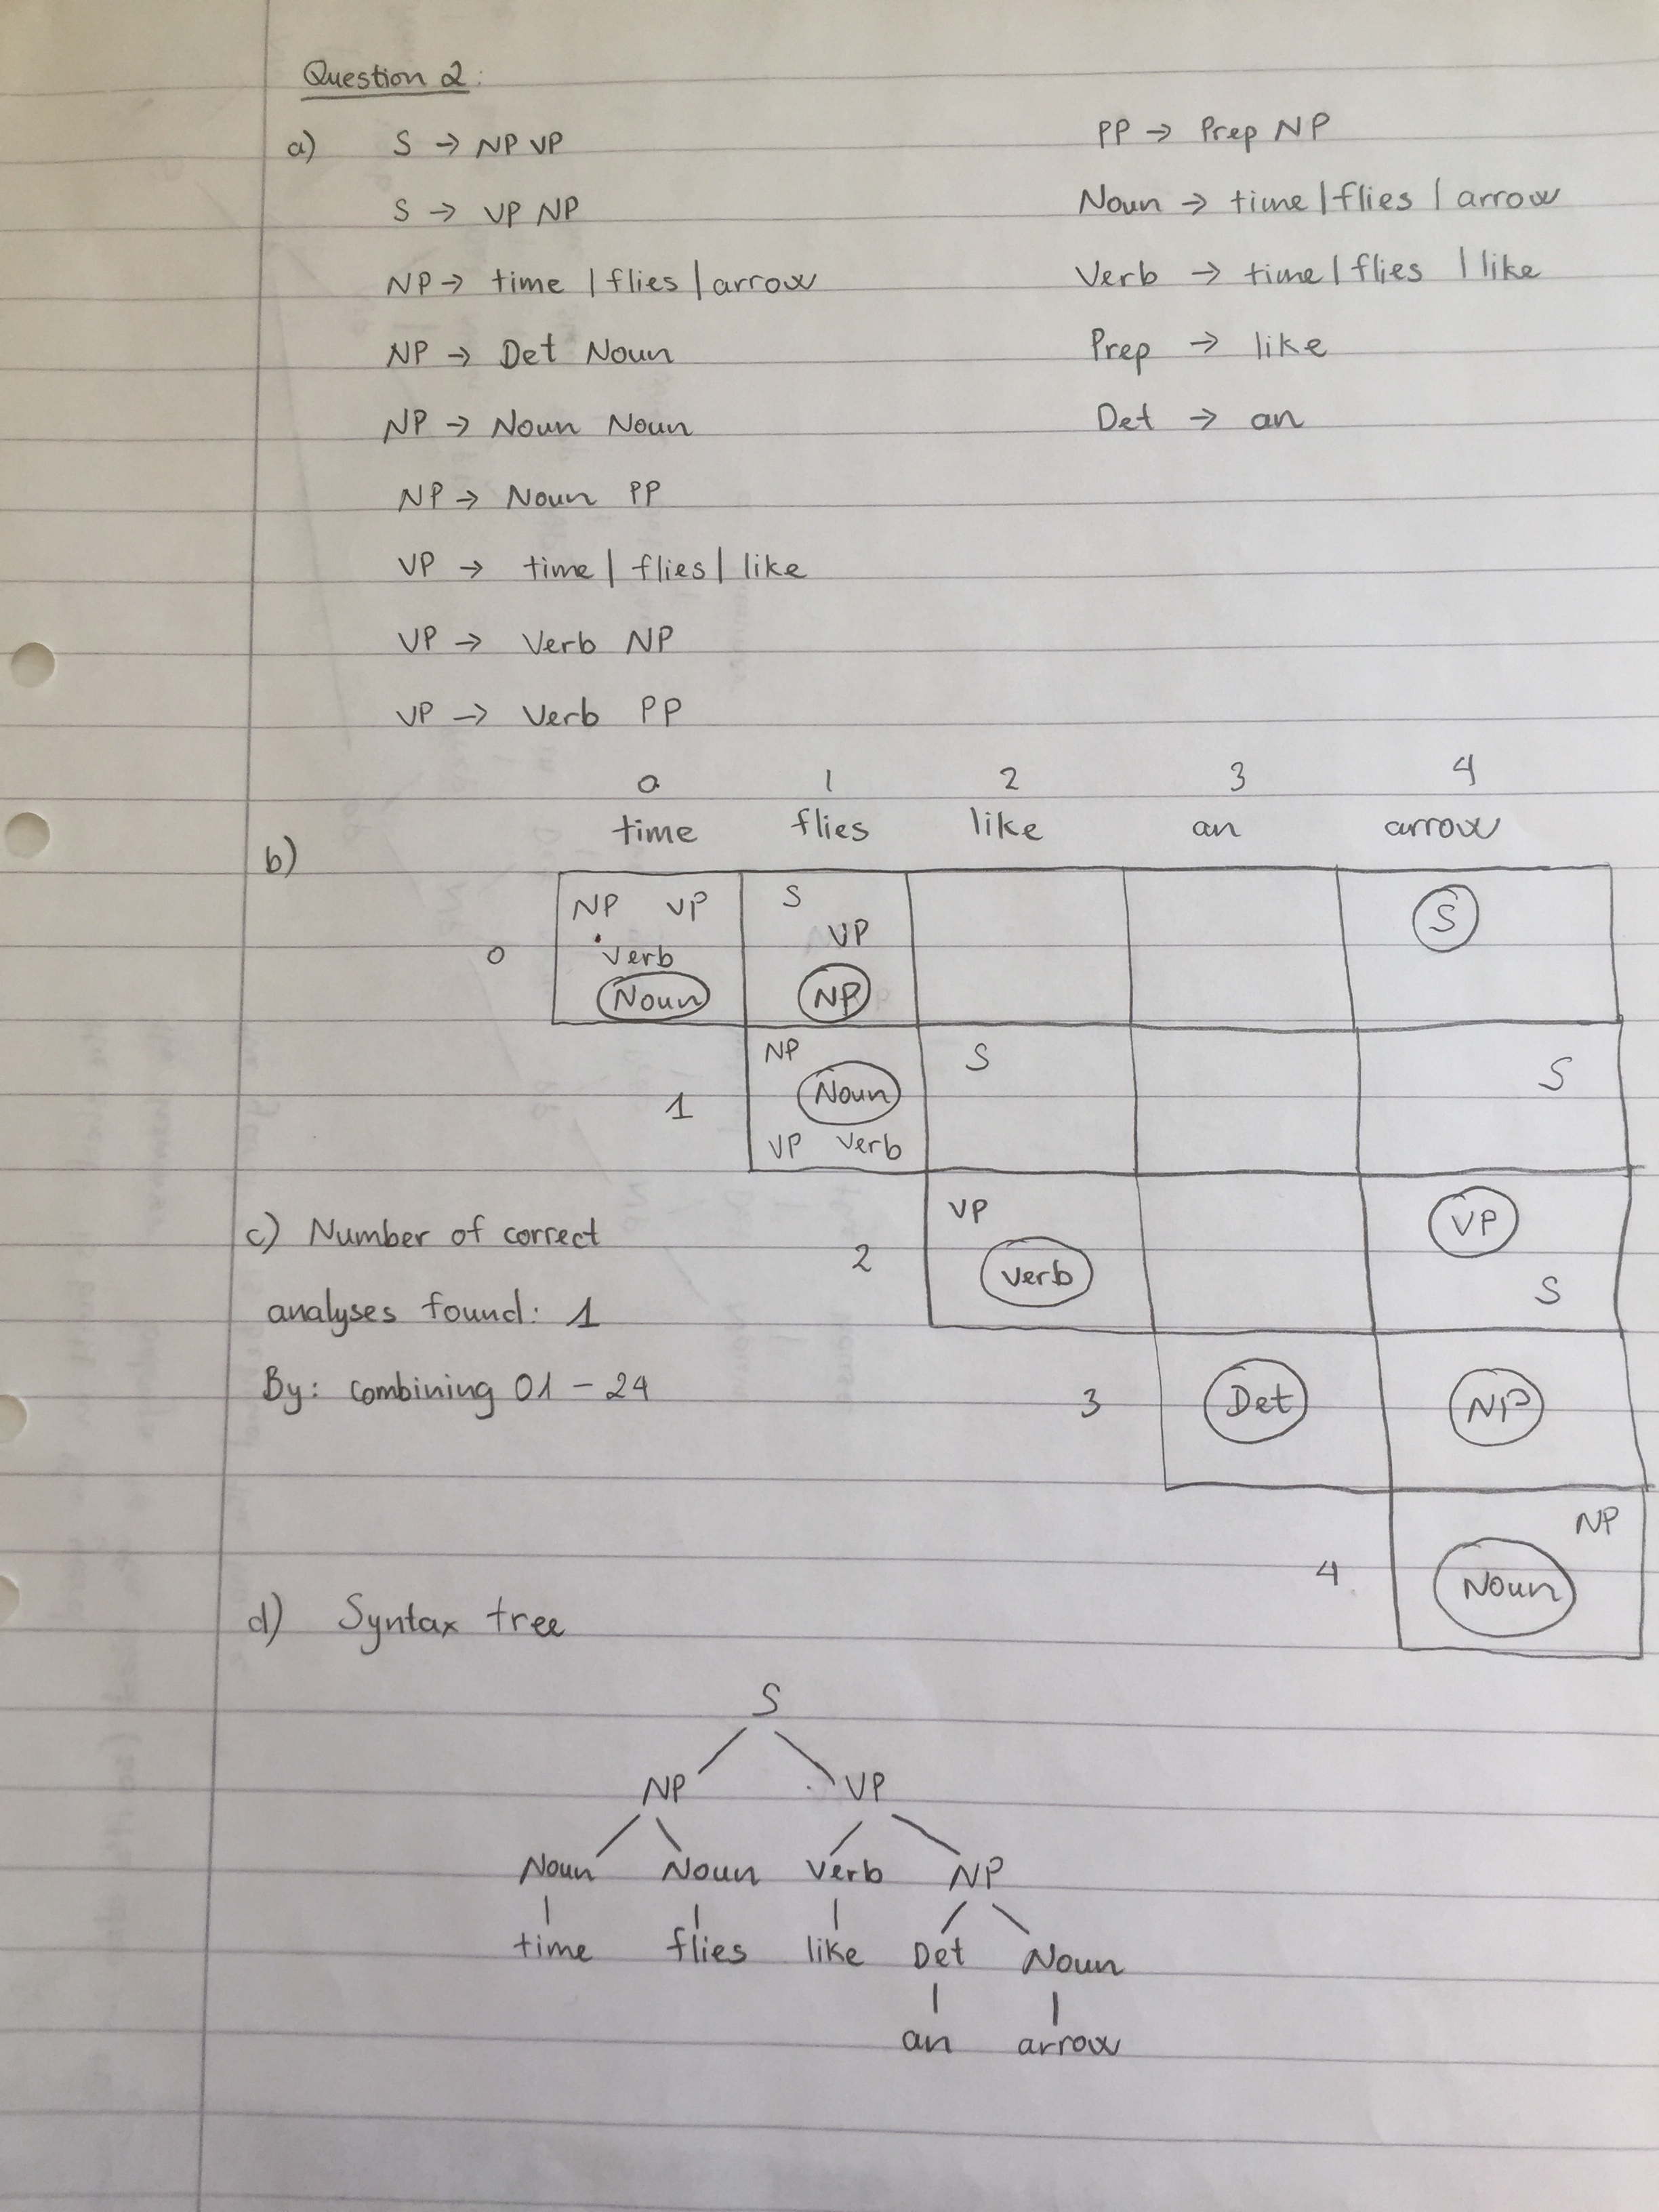 Question 2:
a) S → NP VP
S → VP NP
NP → time | flies | arrow
NP → Det Noun
NP → Noun Noun
NP → Noun PP
VP → time | flies | like
VP → Verb NP
VP → Verb PP
PP → Prep NP
Noun → time | flies | arrow
Verb → time | flies | like
Prep → like
Det → an
0 1 2 3 4
time flies like an arrow
b)
0
NP VP
Verb
Noun
S
VP
NP
S
1
NP
Noun
VP Verb
S
S
2
VP
Verb
VP
S
3
Det
NP
4
NP
Noun
c) Number of correct
analyses found: 1
By: combining 01 - 24
d) Syntax tree
S
NP VP
Noun Noun Verb NP
time flies like Det Noun
an arrow